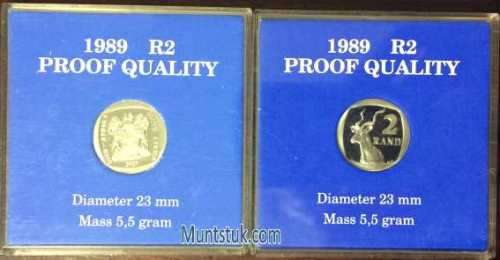 1989 R2
PROOF QUALITY
Diameter 23 mm
Mass 5,5 gram
1989 R2
PROOF QUALITY
2
RAND
Diameter 23 mm
Mass 5,5 gram
Muntstuk.com